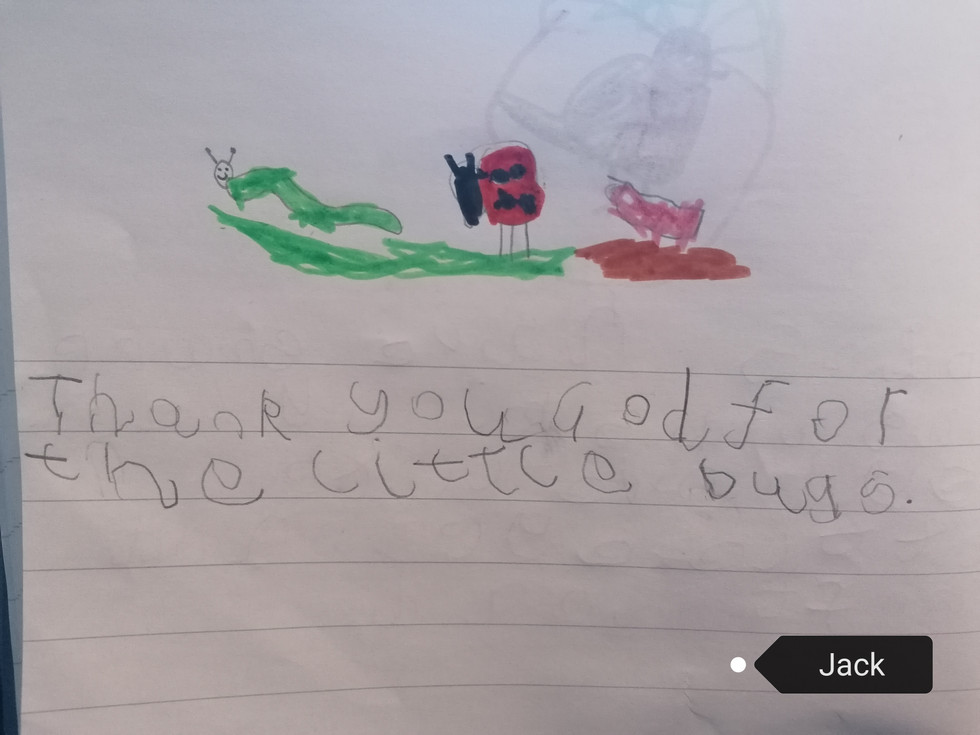 Thank you God for
the little bugs.
Jack